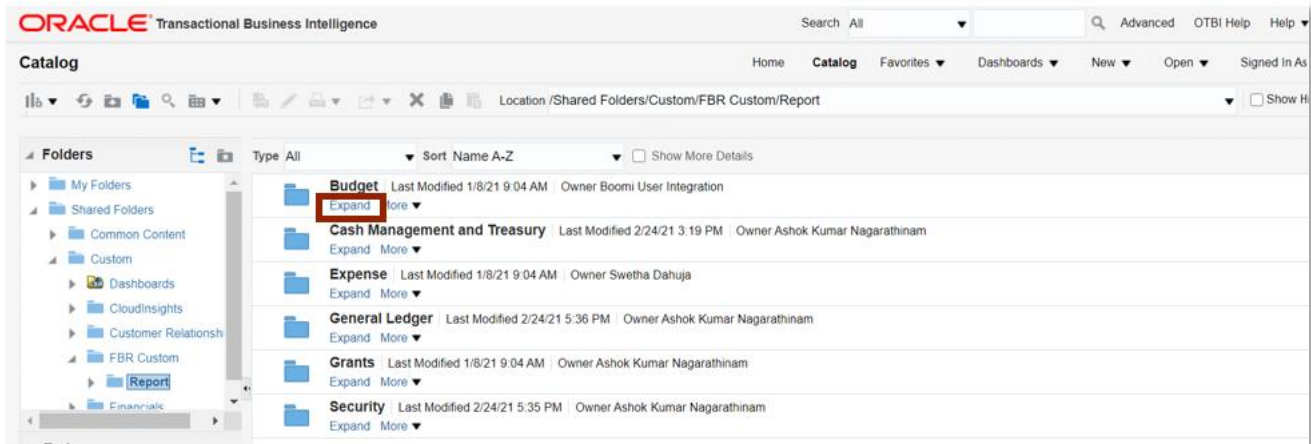 ORACLE Transactional Business Intelligence Search All Advanced OTBI Help Help
Catalog Home Catalog Favorites Dashboards New Open Signed In As
Location /Shared Folders/Custom/FBR Custom/Report Show
Folders Type All Sort Name A-Z Show More Details
My Folders
Shared Folders
Common Content
Custom
Dashboards
CloudInsights
Customer Relationsh
FBR Custom
Report
Financials
Budget Last Modified 1/8/21 9:04 AM Owner Boomi User Integration
Expand More
Cash Management and Treasury Last Modified 2/24/21 3:19 PM Owner Ashok Kumar Nagarathinam
Expand More
Expense Last Modified 1/8/21 9:04 AM Owner Swetha Dahuja
Expand More
General Ledger Last Modified 2/24/21 5:36 PM Owner Ashok Kumar Nagarathinam
Expand More
Grants Last Modified 1/8/21 9:04 AM Owner Ashok Kumar Nagarathinam
Expand More
Security Last Modified 2/24/21 5:35 PM Owner Ashok Kumar Nagarathinam
Expand More